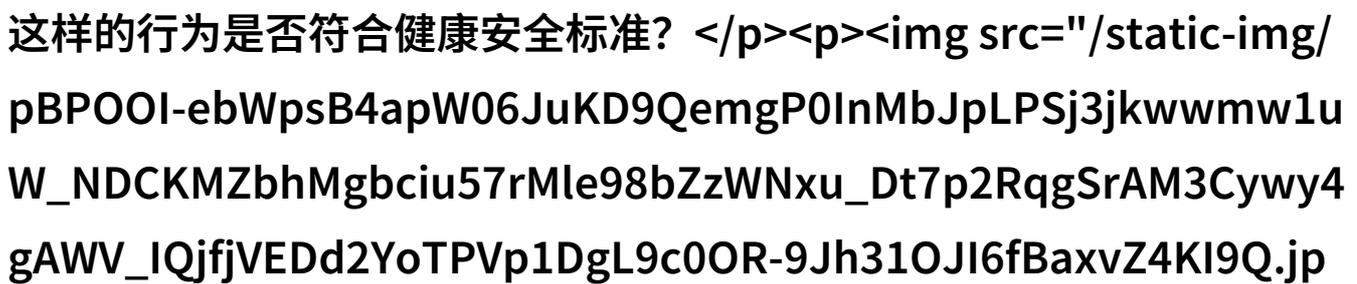 这样的行为是否符合健康安全标准？</p><p><img src="/static-img/
pBPOOI-ebWpsB4apW06JuKD9QemgP0InMbJpLPSj3jkwwmw1u
W_NDCKMZbhMgbciu57rMle98bZzWNxu_Dt7p2RqgSrAM3Cywy4
gAWV_IQjfjVEDd2YoTPVp1DgL9c0OR-9Jh31OJI6fBaxvZ4KI9Q.jp